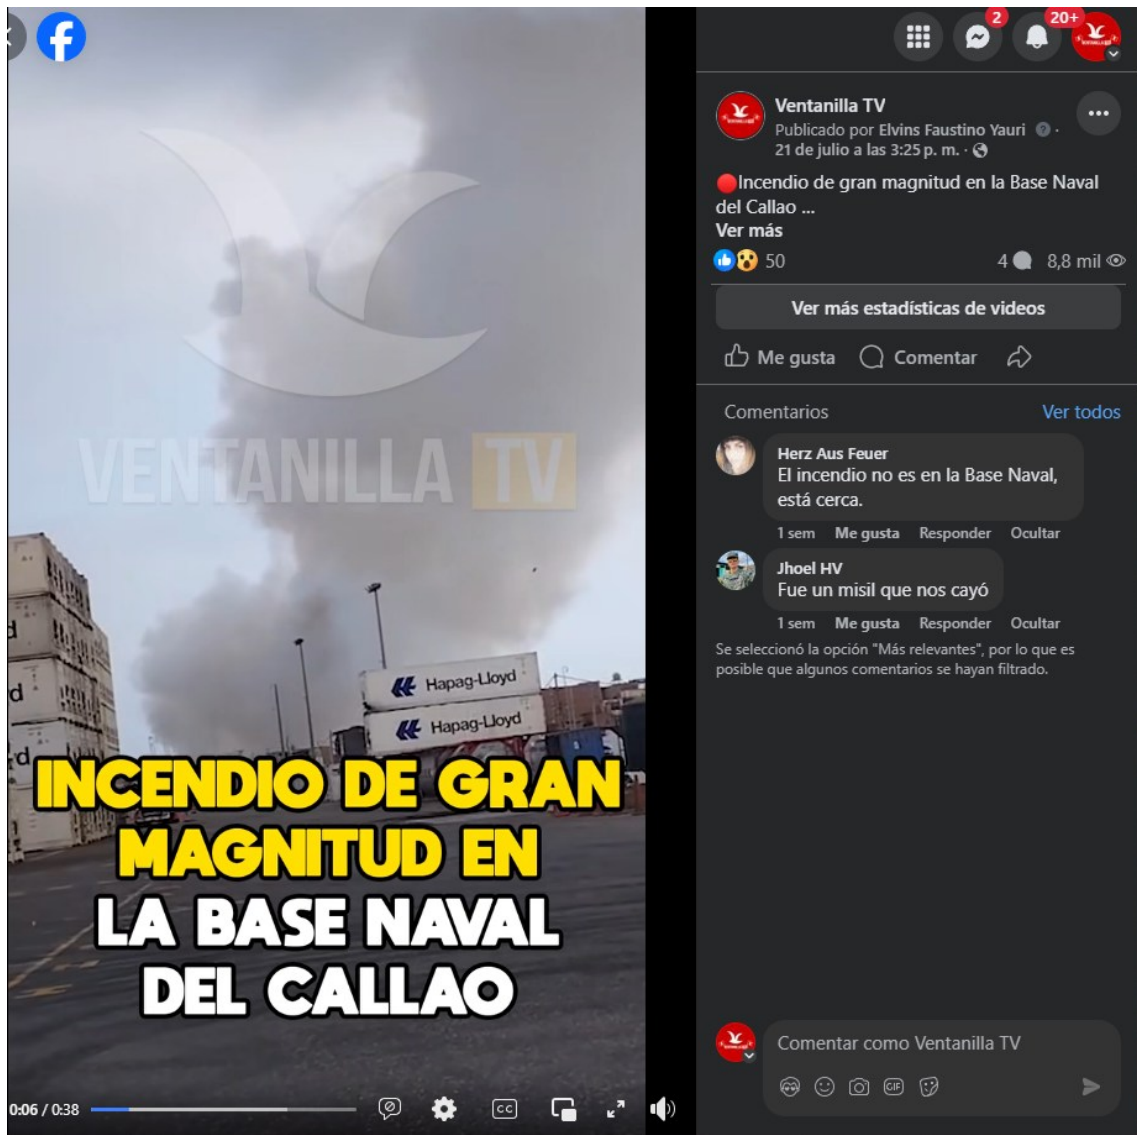 2
20+
Ventanilla TV
Publicado por Elvins Faustino Yauri
21 de julio a las 3:25 p. m.
Incendio de gran magnitud en la Base Naval
del Callao ...
Ver más
50
4
8,8 mil
Ver más estadísticas de videos
Me gusta
Comentar
Comentarios
Ver todos
Herz Aus Feuer
El incendio no es en la Base Naval,
está cerca.
1 sem Me gusta Responder Ocultar
Jhoel HV
Fue un misil que nos cayó
1 sem Me gusta Responder Ocultar
Se seleccionó la opción "Más relevantes", por lo que es
posible que algunos comentarios se hayan filtrado.
VENTANILLA TV
Hapag-Lloyd
Hapag-Lloyd
INCENDIO DE GRAN
MAGNITUD EN
LA BASE NAVAL
DEL CALLAO
0:06 / 0:38
CC
Comentar como Ventanilla TV
GIF